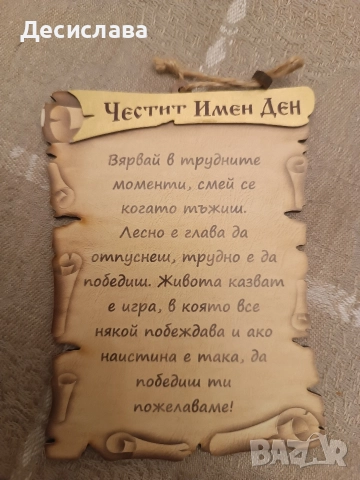 Десислава
Честит Имен Ден
Вярвай в трудните
моменти, смей се
когато тъжиш.
Лесно е глава да
отпуснеш, трудно е да
победиш. Живота казват
е игра, в която все
някой побеждава и ако
наистина е така, да
победиш ти
пожелаваме!
BAZAR